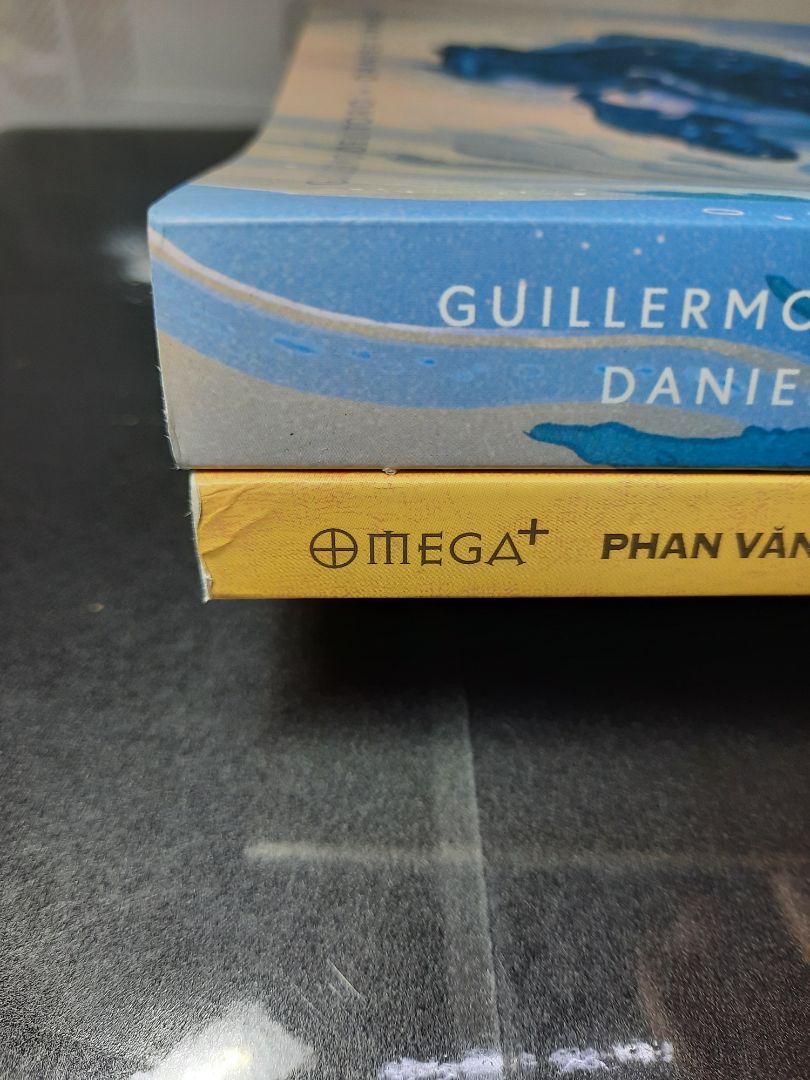 GUILLERMO
DANIE
OMEGA+ PHAN VĂN